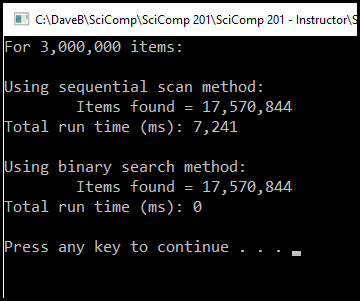 C:\DaveB\SciComp\SciComp 201\SciComp 201 - Instructor\S
For 3,000,000 items:
Using sequential scan method:
Items found = 17,570,844
Total run time (ms): 7,241
Using binary search method:
Items found = 17,570,844
Total run time (ms): 0
Press any key to continue . . .